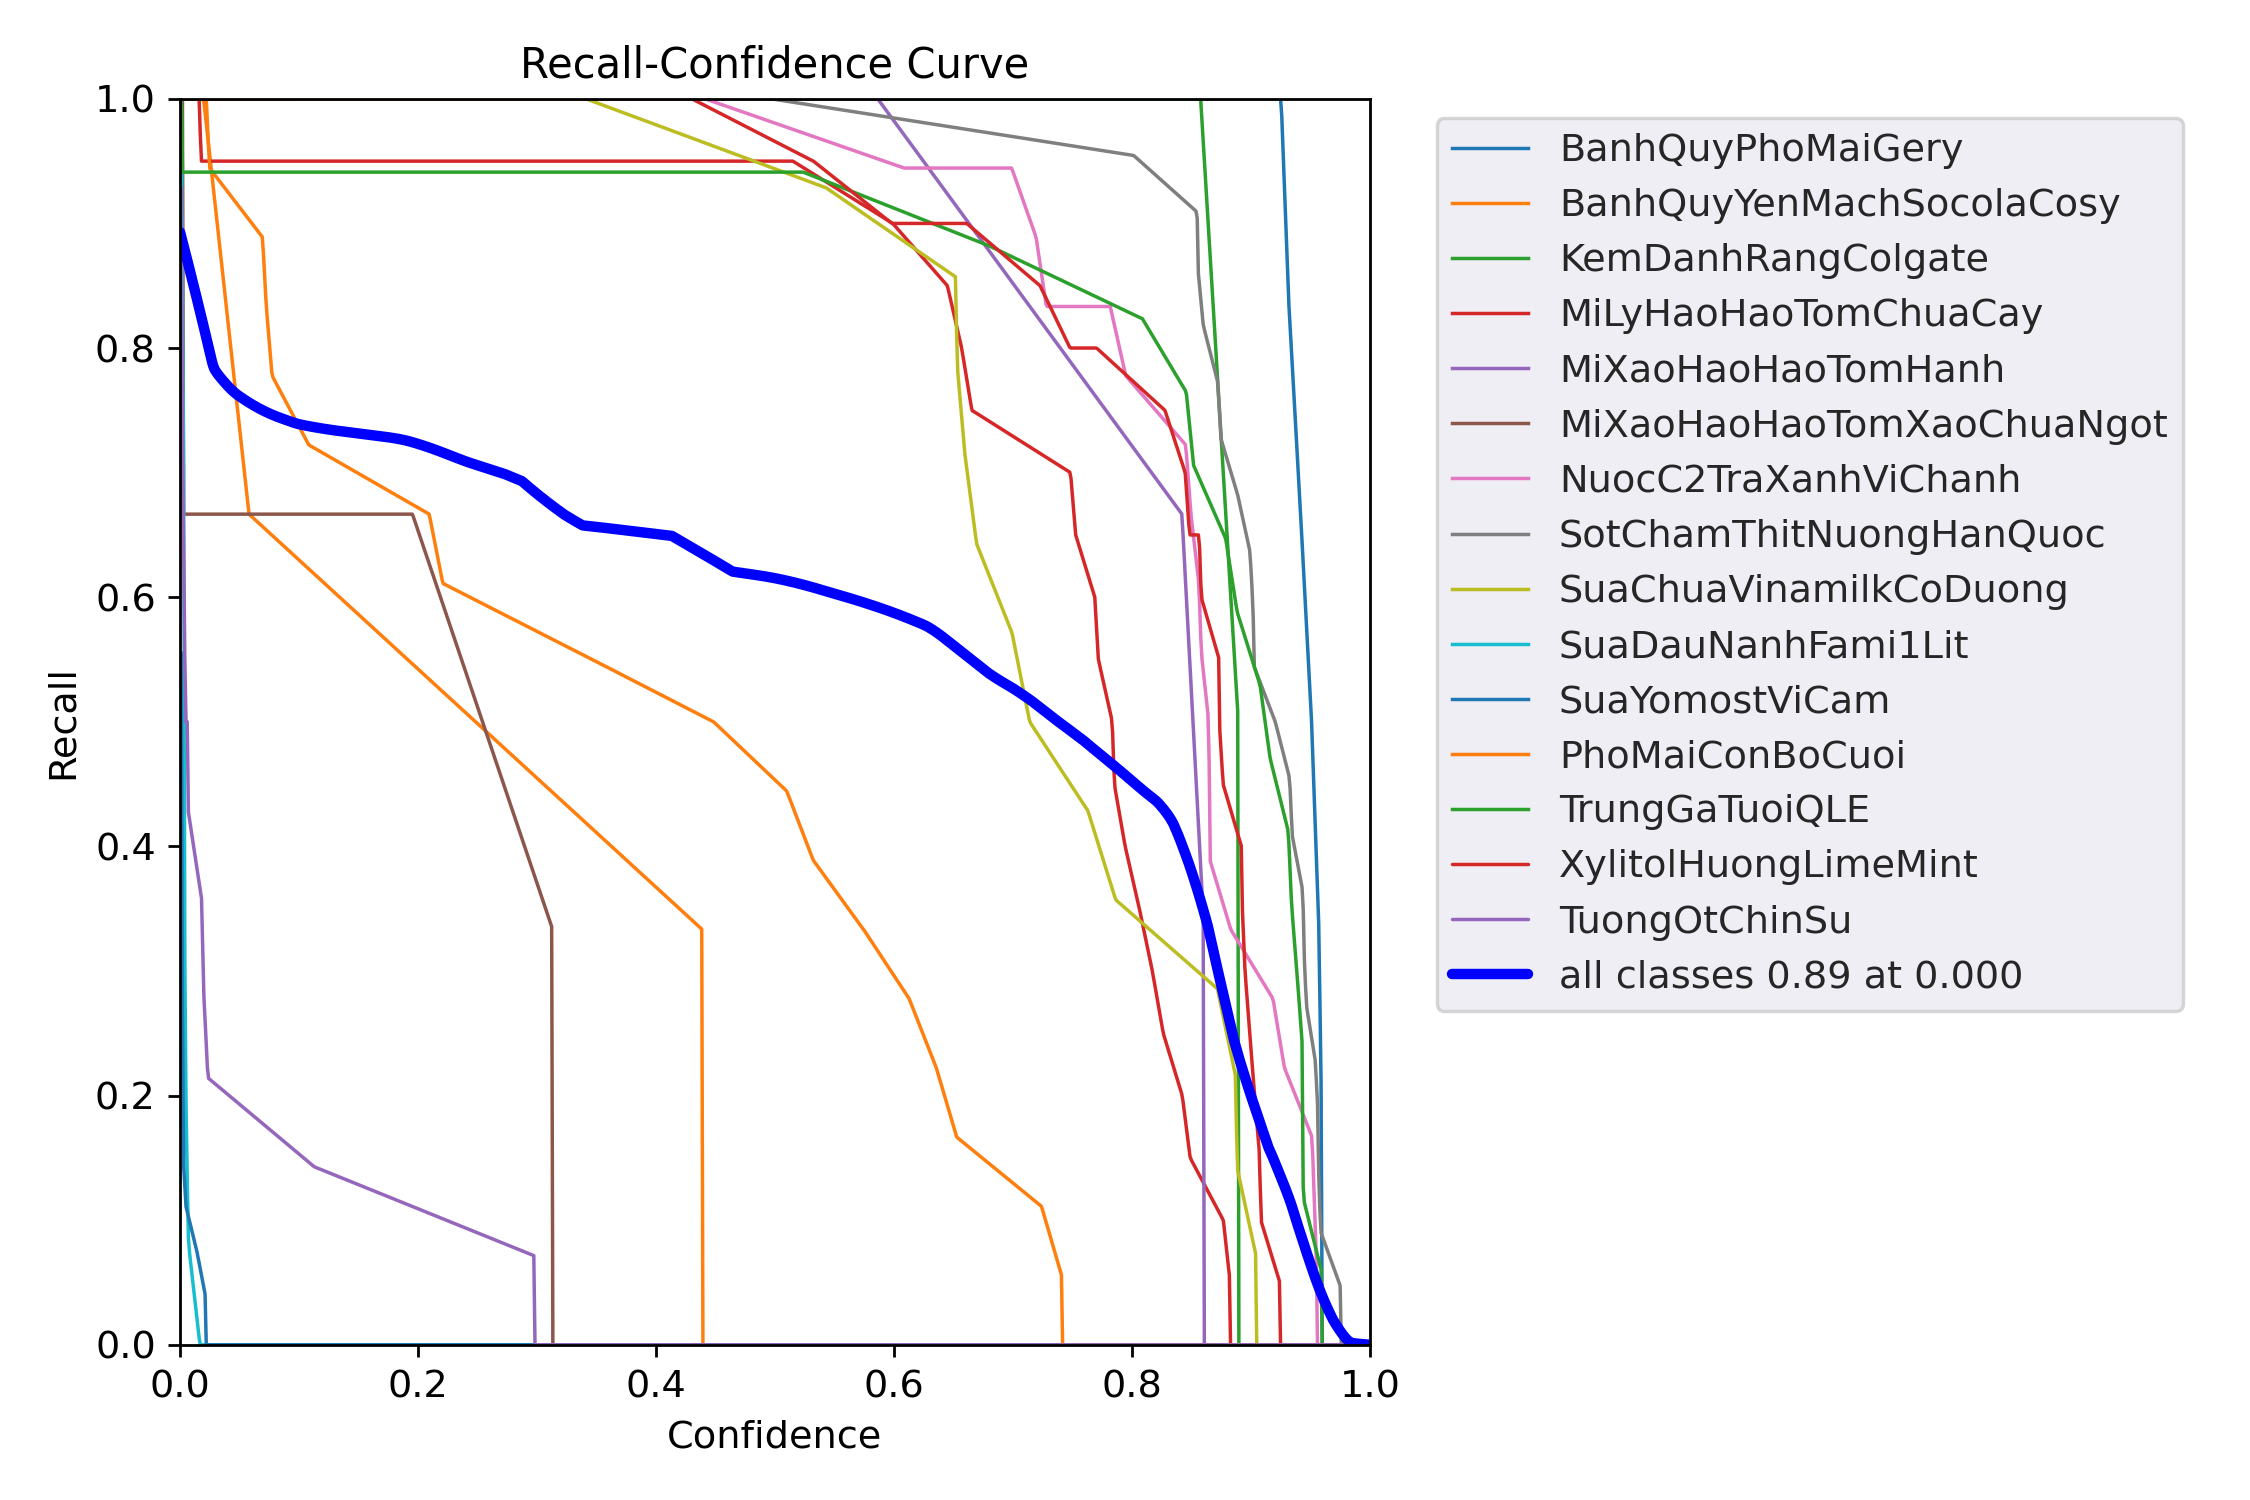 Recall-Confidence Curve
1.0
0.8
0.6
0.4
0.2
0.0
Recall
0.0 0.2 0.4 0.6 0.8 1.0
Confidence
BanhQuyPhoMaiGery
BanhQuyYenMachSocolaCosy
KemDanhRangColgate
MiLyHaoHaoTomChuaCay
MiXaoHaoHaoTomHanh
MiXaoHaoHaoTomXaoChuaNgot
NuocC2TraXanhViChanh
SotChamThitNuongHanQuoc
SuaChuaVinamilkCoDuong
SuaDauNanhFami1Lit
SuaYomostViCam
PhoMaiConBoCuoi
TrungGaTuoiQLE
XylitolHuongLimeMint
TuongOtChinSu
all classes 0.89 at 0.000